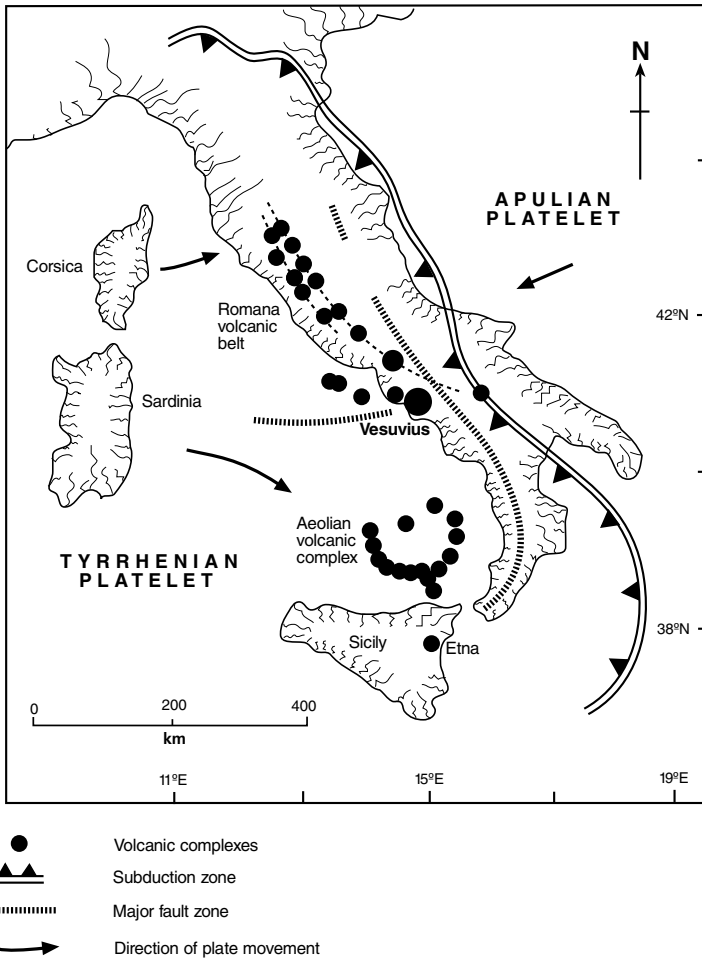 N
APULIAN
PLATELET
Corsica
42ºN
Romana
volcanic
belt
Sardinia
Vesuvius
Aeolian
volcanic
complex
TYRRHENIAN
PLATELET
38ºN
Sicily
Etna
0 200 400
km
11ºE 15ºE 19ºE
Volcanic complexes
Subduction zone
Major fault zone
Direction of plate movement